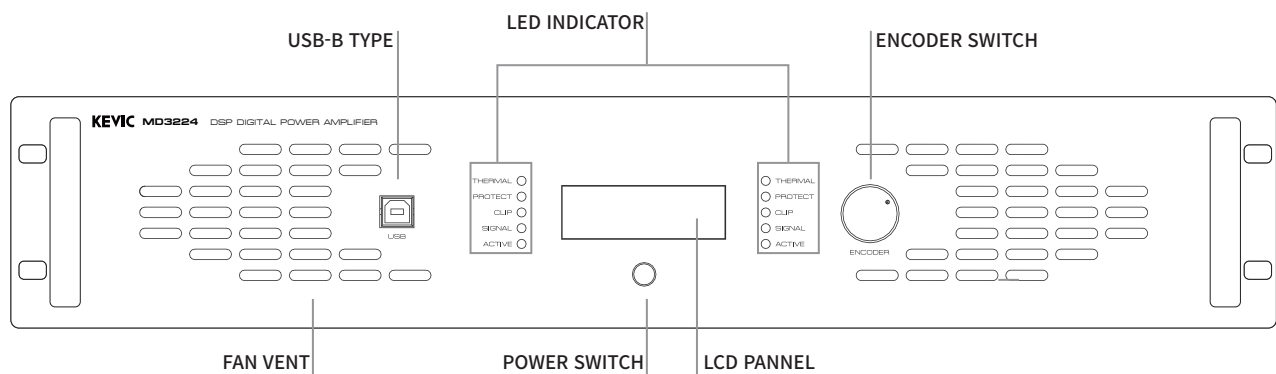 LED INDICATOR
USB-B TYPE
ENCODER SWITCH
KEVIC MD3224 DSP DIGITAL POWER AMPLIFIER
THERMAL
PROTECT
CLIP
SIGNAL
ACTIVE
THERMAL
PROTECT
CLIP
SIGNAL
ACTIVE
USB
ENCODER
FAN VENT
POWER SWITCH
LCD PANNEL